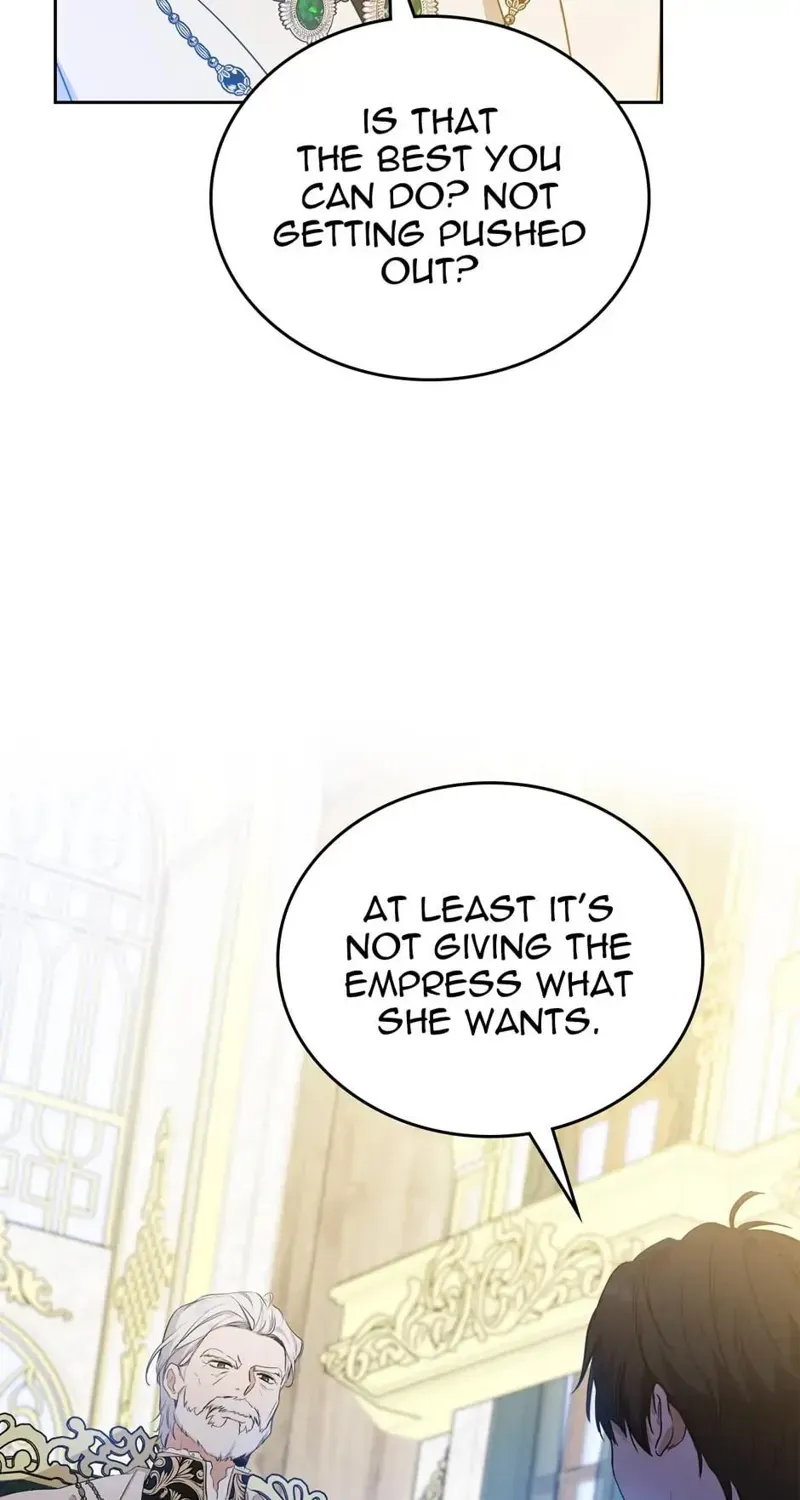 IS THAT
THE BEST YOU
CAN DO? NOT
GETTING PUSHED
OUT?
AT LEAST IT'S
NOT GIVING THE
EMPRESS WHAT
SHE WANTS.